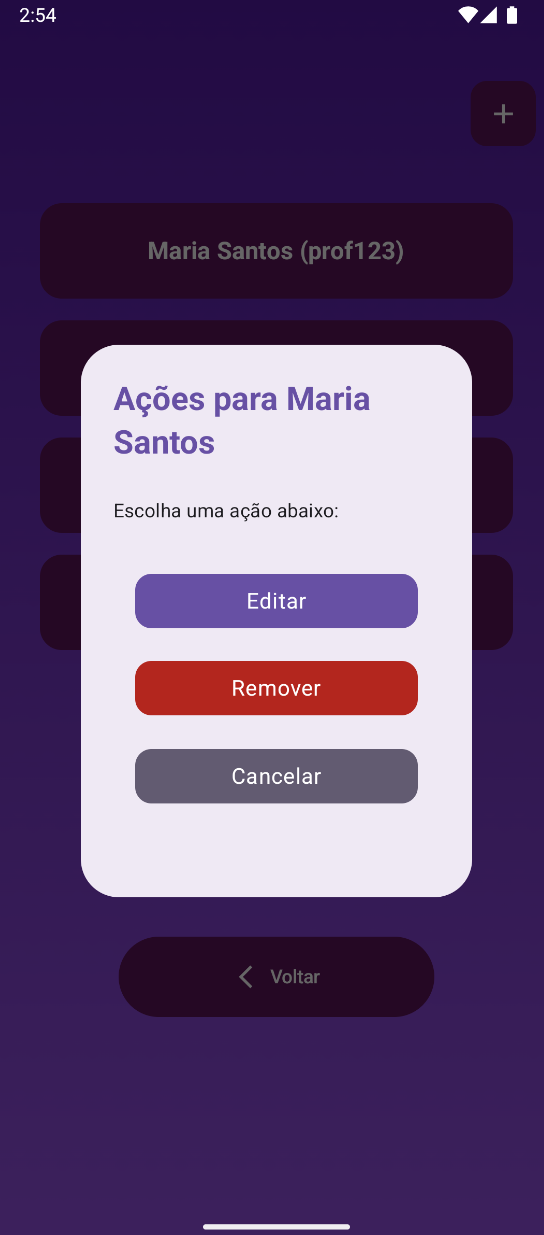 2:54
+
Maria Santos (prof123)
Ações para Maria
Santos
Escolha uma ação abaixo:
Editar
Remover
Cancelar
Voltar